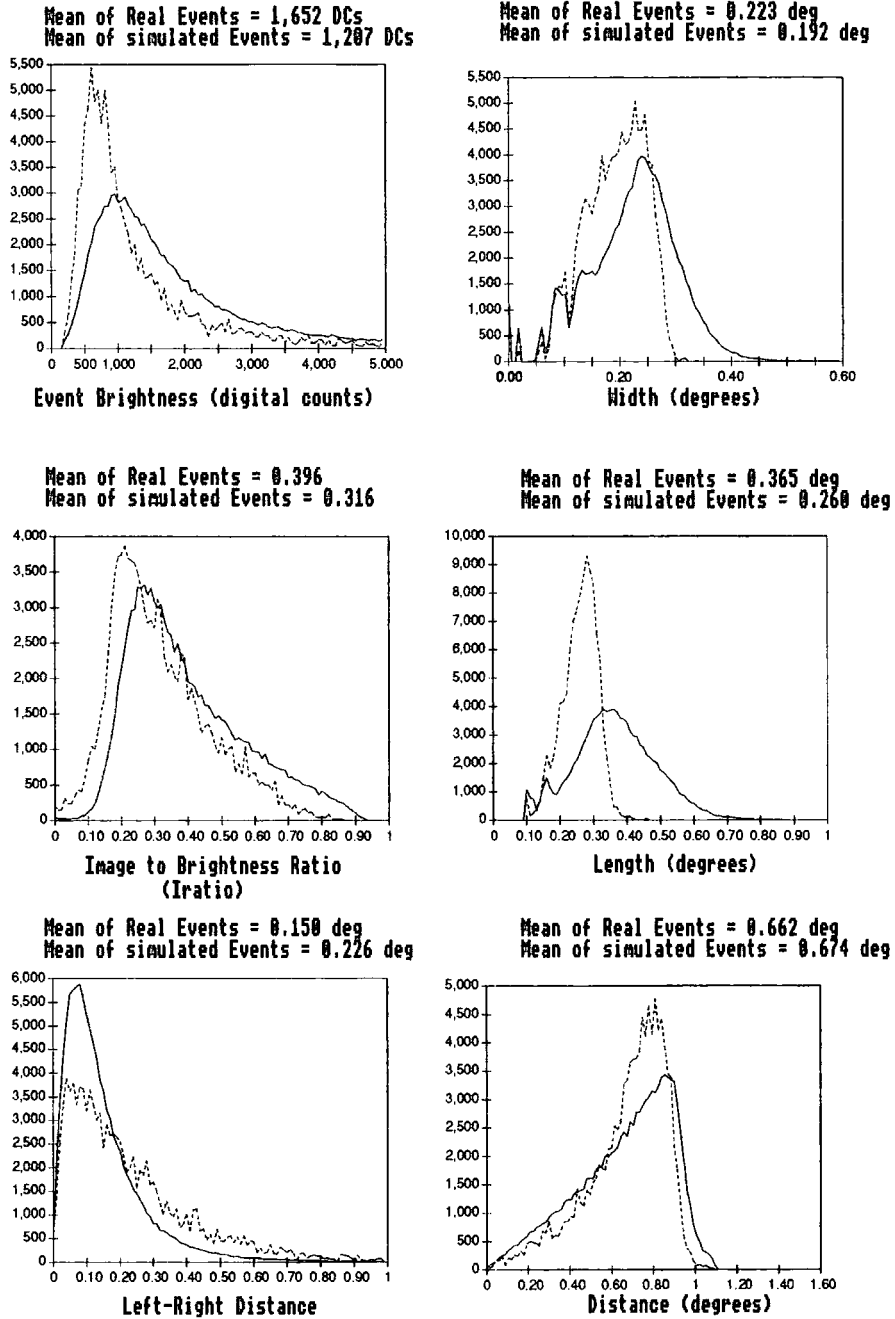 Mean of Real Events = 1,652 DCs
Mean of simulated Events = 1,207 DCs
5,500
5,000
4,500
4,000
3,500
3,000
2,500
2,000
1,500
1,000
500
0
0 500 1,000 2,000 3,000 4,000 5,000
Event Brightness (digital counts)
Mean of Real Events = 0.223 deg
Mean of simulated Events = 0.192 deg
5,500
5,000
4,500
4,000
3,500
3,000
2,500
2,000
1,500
1,000
500
0
0.00 0.20 0.40 0.60
Width (degrees)
Mean of Real Events = 0.396
Mean of simulated Events = 0.316
4,000
3,500
3,000
2,500
2,000
1,500
1,000
500
0
0 0.10 0.20 0.30 0.40 0.50 0.60 0.70 0.80 0.90 1
Image to Brightness Ratio
(Iratio)
Mean of Real Events = 0.365 deg
Mean of simulated Events = 0.260 deg
10,000
9,000
8,000
7,000
6,000
5,000
4,000
3,000
2,000
1,000
0
0 0.10 0.20 0.30 0.40 0.50 0.60 0.70 0.80 0.90 1
Length (degrees)
Mean of Real Events = 0.150 deg
Mean of simulated Events = 0.226 deg
6,000
5,500
5,000
4,500
4,000
3,500
3,000
2,500
2,000
1,500
1,000
500
0
0 0.10 0.20 0.30 0.40 0.50 0.60 0.70 0.80 0.90 1
Left-Right Distance
Mean of Real Events = 0.662 deg
Mean of simulated Events = 0.674 deg
5,000
4,500
4,000
3,500
3,000
2,500
2,000
1,500
1,000
500
0
0 0.20 0.40 0.60 0.80 1 1.20 1.40 1.60
Distance (degrees)